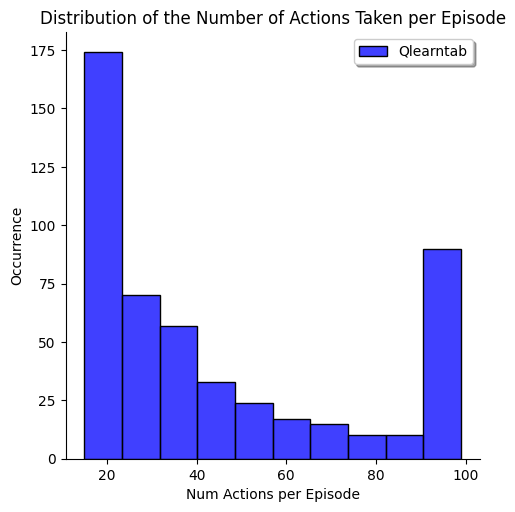 Distribution of the Number of Actions Taken per Episode
Qlearntab
175
150
125
100
75
50
25
0
Occurrence
20 40 60 80 100
Num Actions per Episode